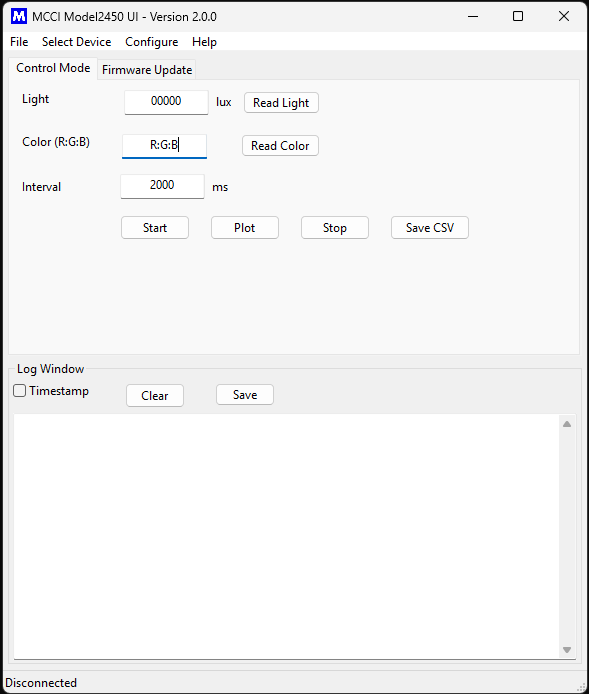 M MCCI Model2450 UI - Version 2.0.0
File Select Device Configure Help
Control Mode Firmware Update
Light 00000 lux Read Light
Color (R:G:B) R:G:B Read Color
Interval 2000 ms
Start Plot Stop Save CSV
Log Window
Timestamp Clear Save
Disconnected